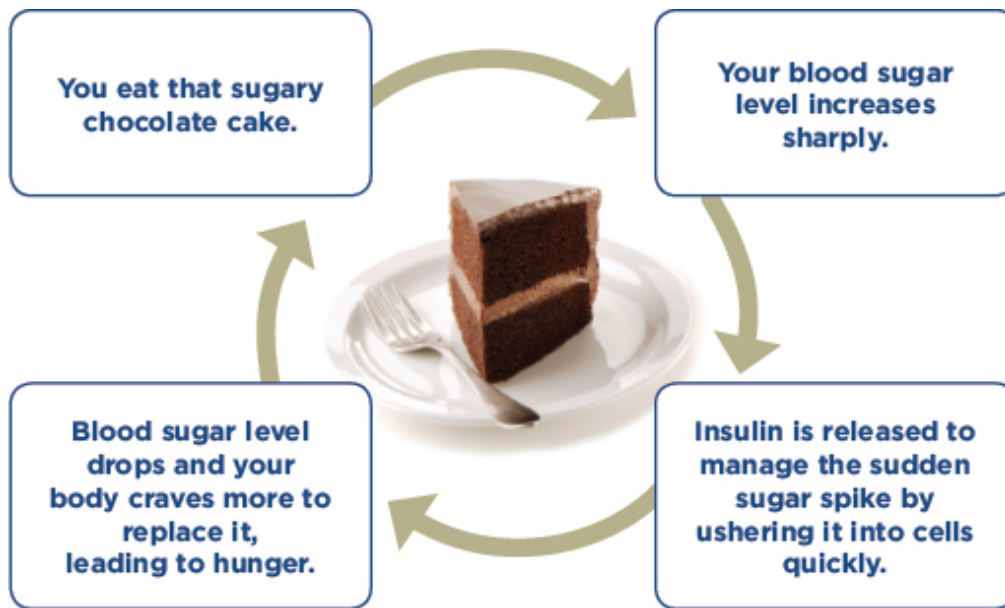 You eat that sugary
chocolate cake.
Your blood sugar
level increases
sharply.
Insulin is released to
manage the sudden
sugar spike by
ushering it into cells
quickly.
Blood sugar level
drops and your
body craves more to
replace it,
leading to hunger.